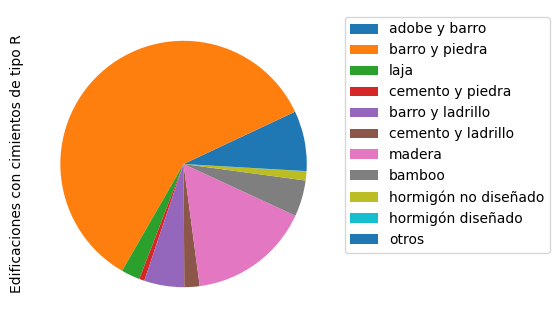 Edificaciones con cimientos de tipo R
adobe y barro
barro y piedra
laja
cemento y piedra
barro y ladrillo
cemento y ladrillo
madera
bamboo
hormigón no diseñado
hormigón diseñado
otros